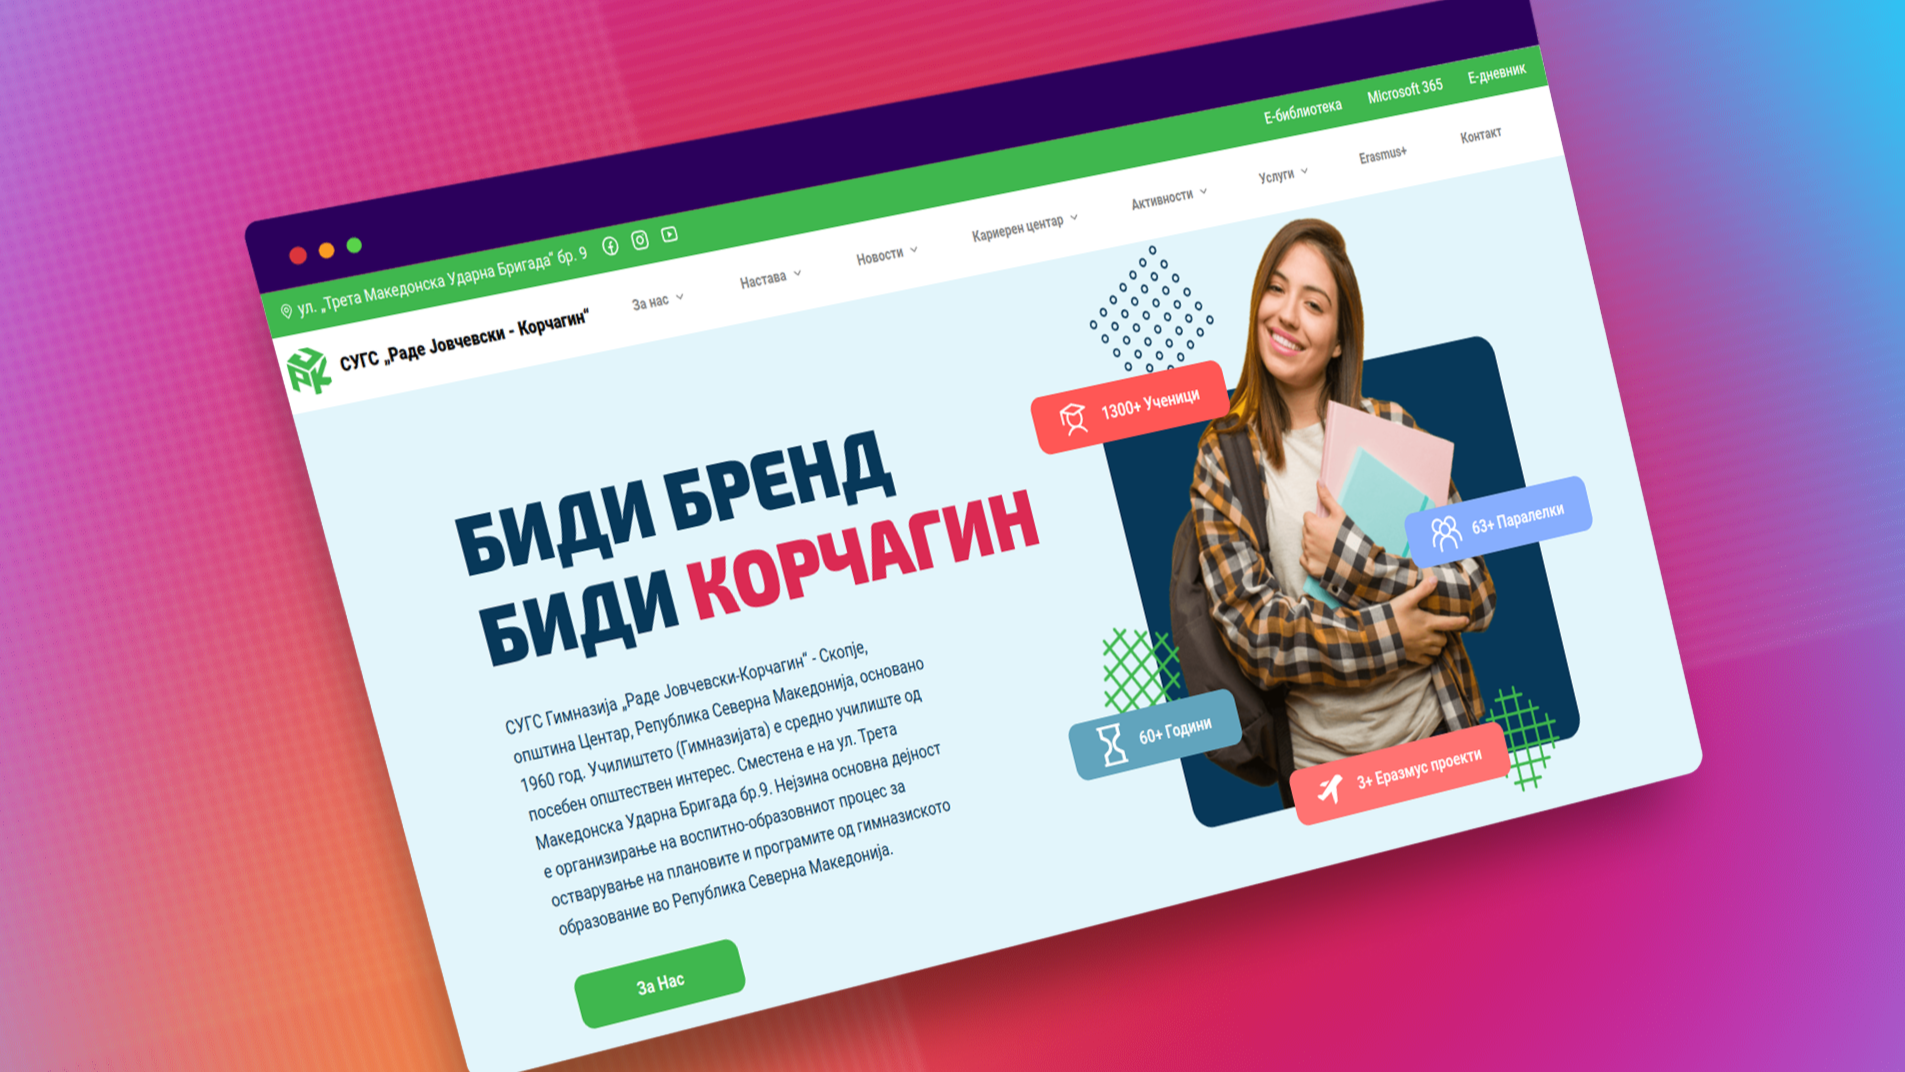 Е-библиотека
Microsoft 365
Е-дневник
ул. „Трета Македонска Ударна Бригада“ бр. 9
СУГС „Раде Јовчевски - Корчагин“
За нас
Настава
Новости
Кариерен центар
Активности
Услуги
Erasmus+
Контакт
БИДИ БРЕНД
БИДИ КОРЧАГИН
СУГС Гимназија „Раде Јовчевски-Корчагин“ - Скопје,
општина Центар, Република Северна Македонија, основано
1960 год. Училиштето (Гимназијата) е средно училиште од
посебен општествен интерес. Сместена е на ул. Трета
Македонска Ударна Бригада бр.9. Нејзина основна дејност
е организирање на воспитно-образовниот процес за
остварување на плановите и програмите од гимназиското
образование во Република Северна Македонија.
За Нас
1300+ Ученици
63+ Паралелки
60+ Години
3+ Еразмус проекти